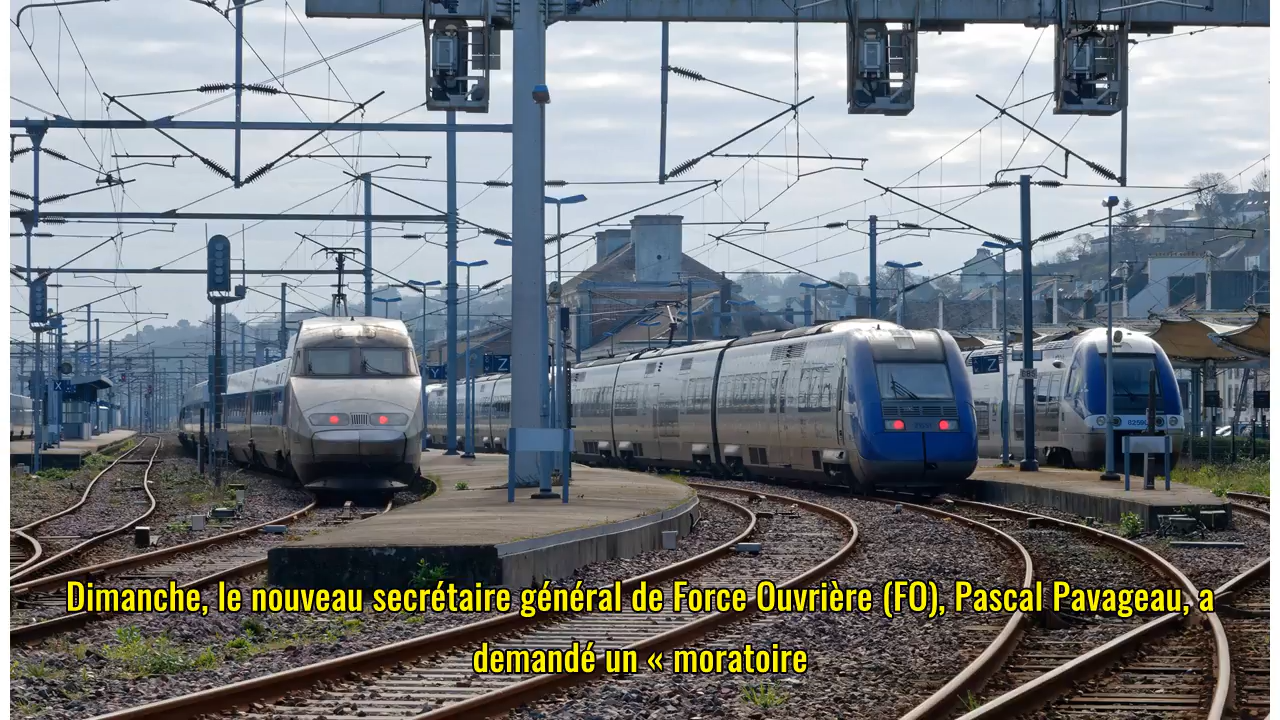 Y
Z
Z
X
Dimanche, le nouveau secrétaire général de Force Ouvrière (FO), Pascal Pavageau, a
demandé un « moratoire